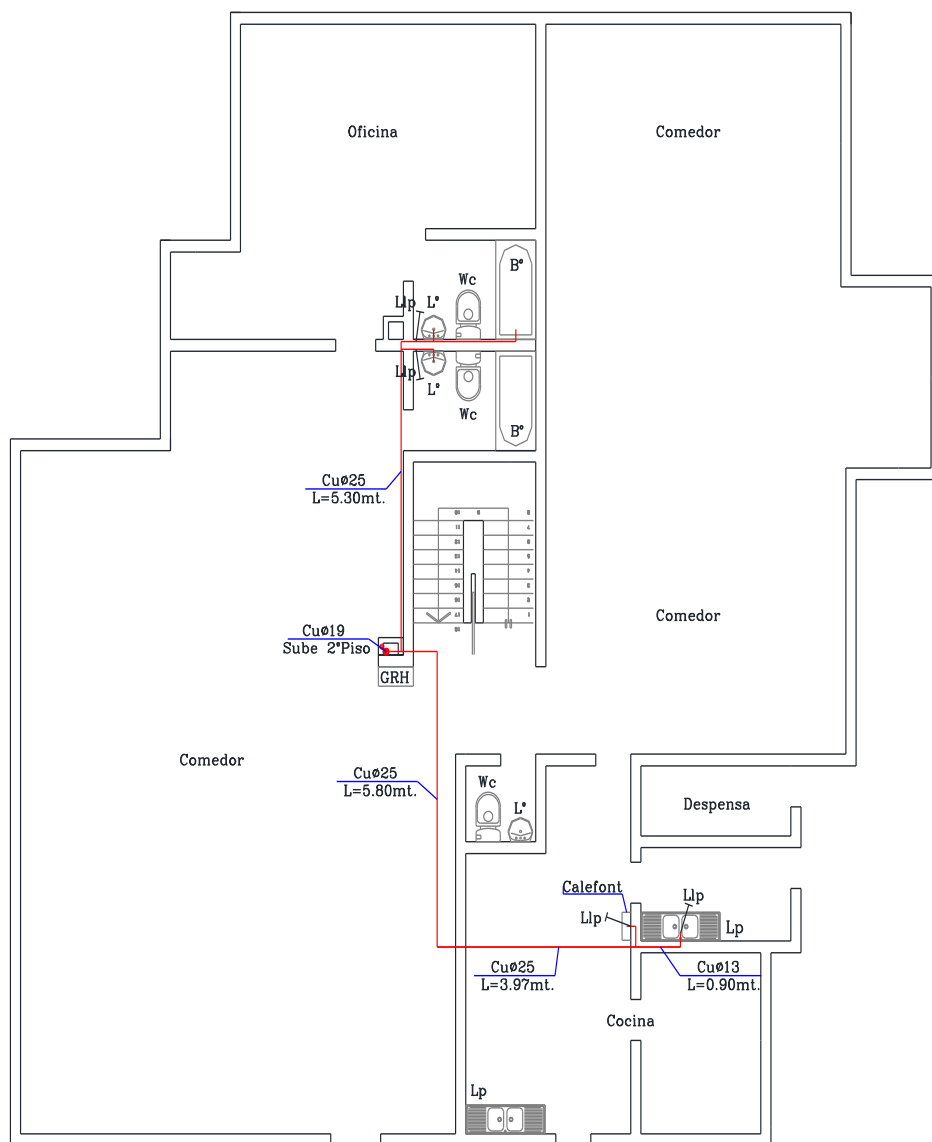 Oficina
Comedor
B°
Wc
Llp
L°
Llp
L°
Wc
B°
Cuø25
L=5.30mt.
Comedor
Cuø19
Sube 2°Piso
GRH
Comedor
Cuø25
L=5.80mt.
Wc
L°
Despensa
Calefont
Llp
Llp
Lp
Cuø25
L=3.97mt.
Cuø13
L=0.90mt.
Cocina
Lp